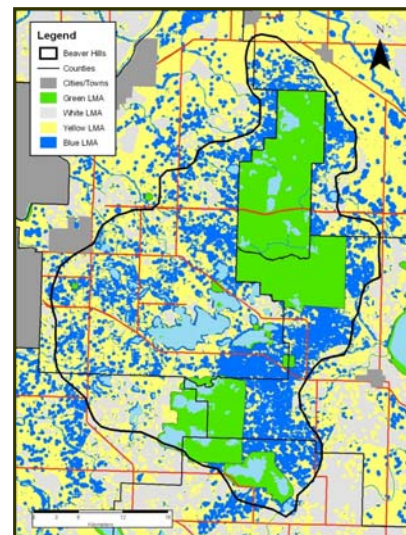 Legend
Beaver Hills
Counties
Cities/Towns
Green LMA
White LMA
Yellow LMA
Blue LMA
N
Kilometers